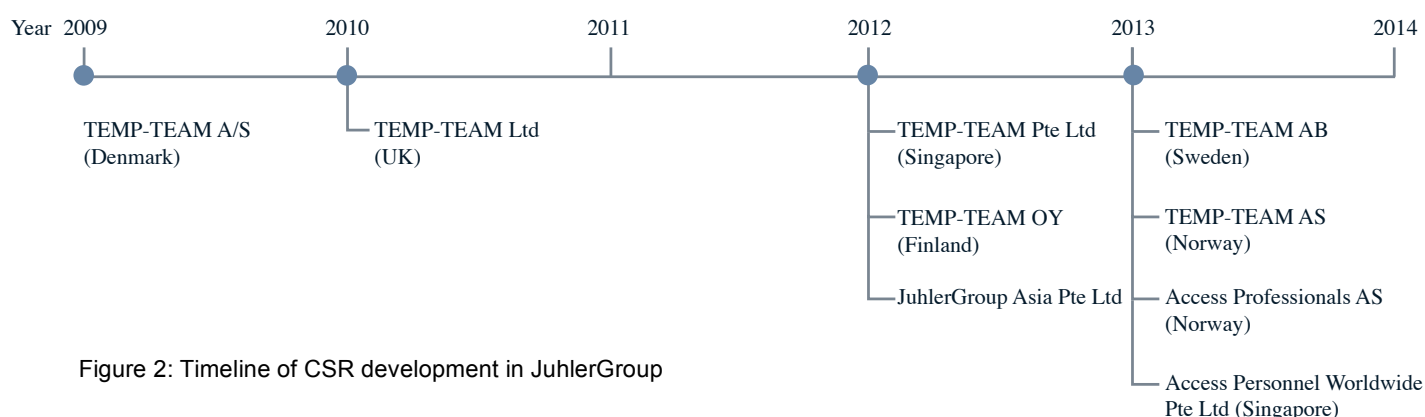 Year 2009 2010 2011 2012 2013 2014
TEMP-TEAM A/S
(Denmark)
TEMP-TEAM Ltd
(UK)
TEMP-TEAM Pte Ltd
(Singapore)
TEMP-TEAM OY
(Finland)
JuhlerGroup Asia Pte Ltd
TEMP-TEAM AB
(Sweden)
TEMP-TEAM AS
(Norway)
Access Professionals AS
(Norway)
Access Personnel Worldwide
Pte Ltd (Singapore)
Figure 2: Timeline of CSR development in JuhlerGroup